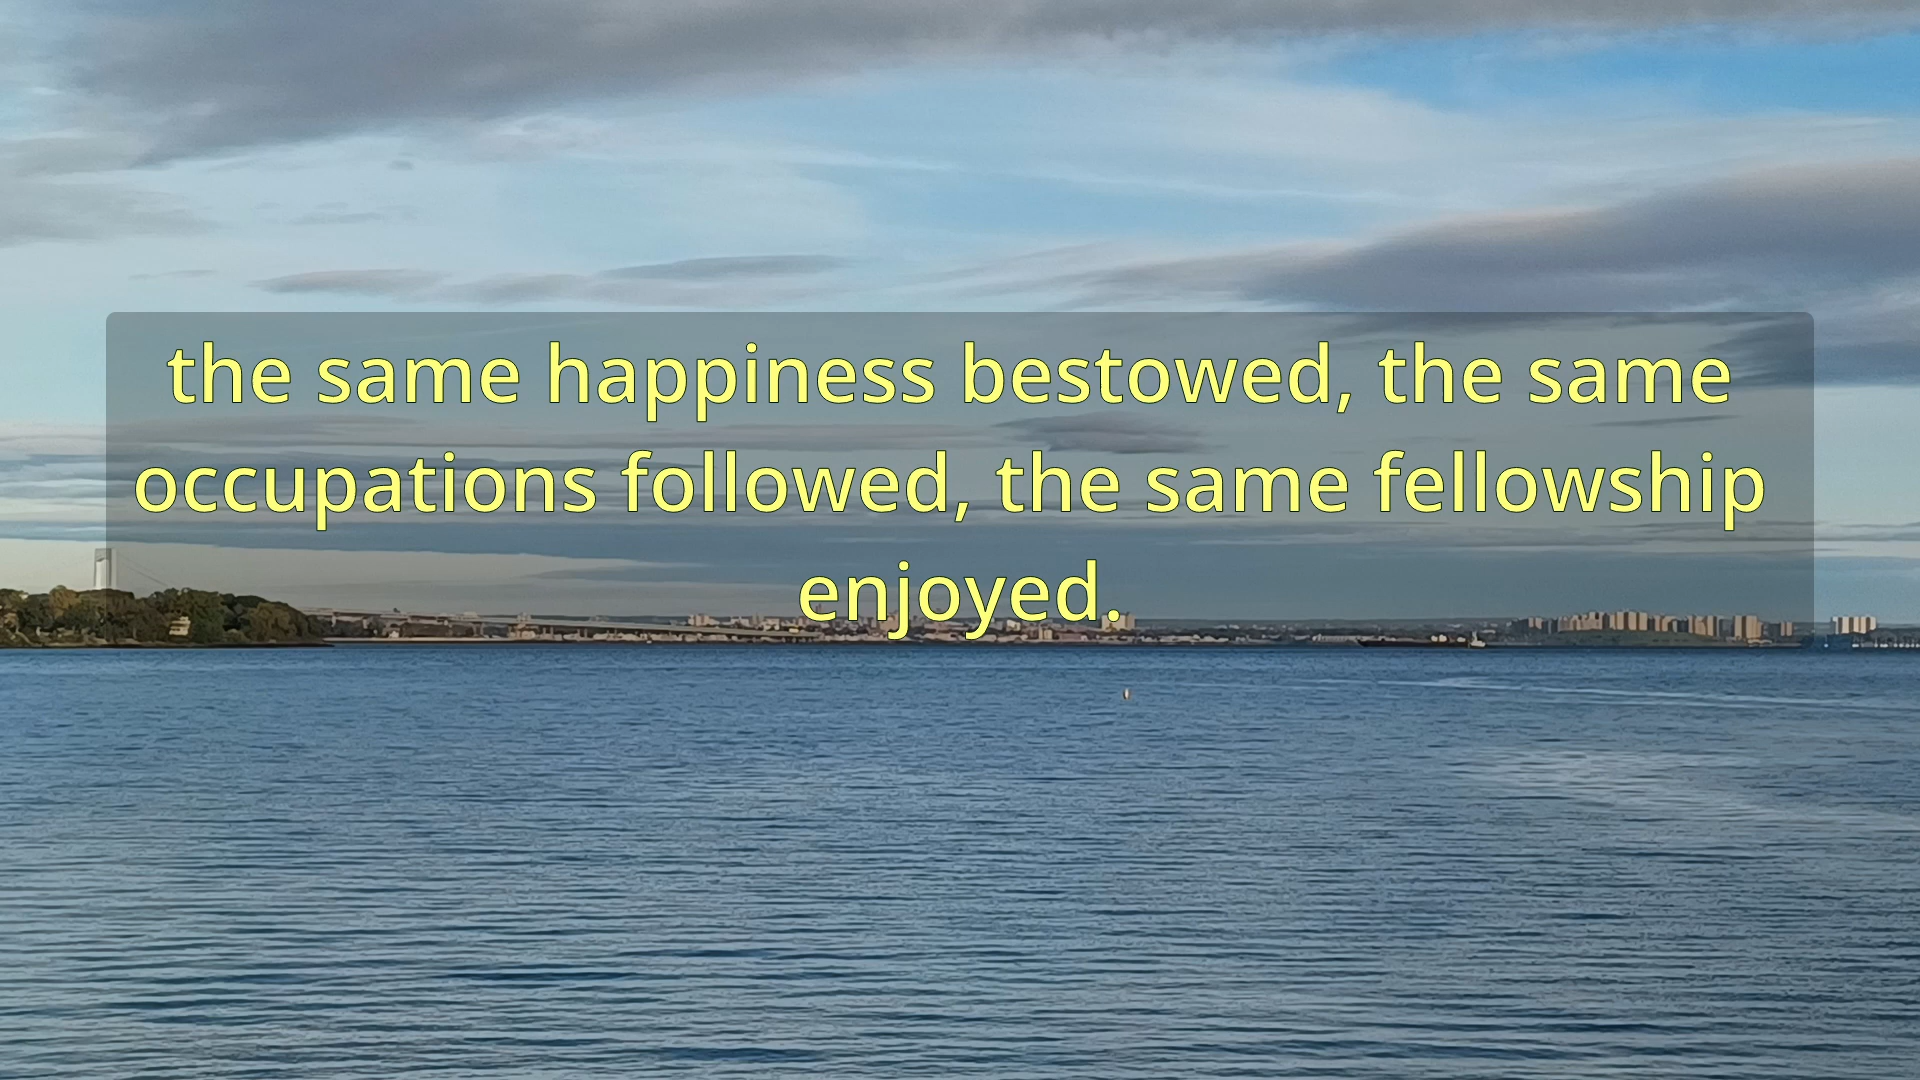 the same happiness bestowed, the same
occupations followed, the same fellowship
enjoyed.